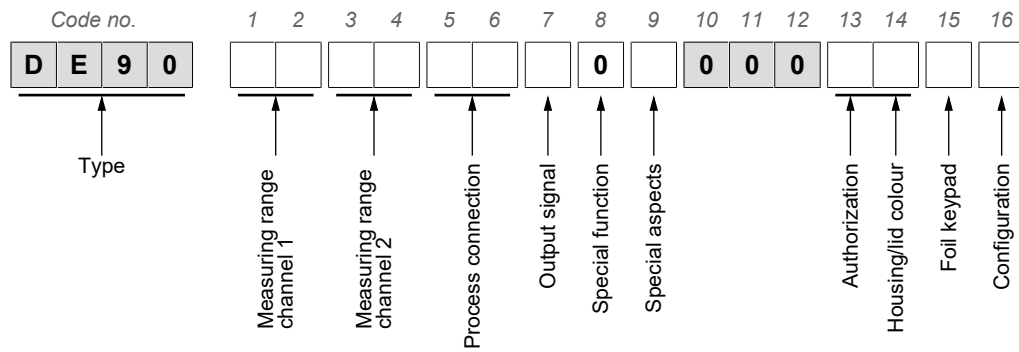 Code no. 1 2 3 4 5 6 7 8 9 10 11 12 13 14 15 16
D E 9 0 0 0 0 0
Type
Measuring range
channel 1
Measuring range
channel 2
Process connection
Output signal
Special function
Special aspects
Authorization
Housing/lid colour
Foil keypad
Configuration